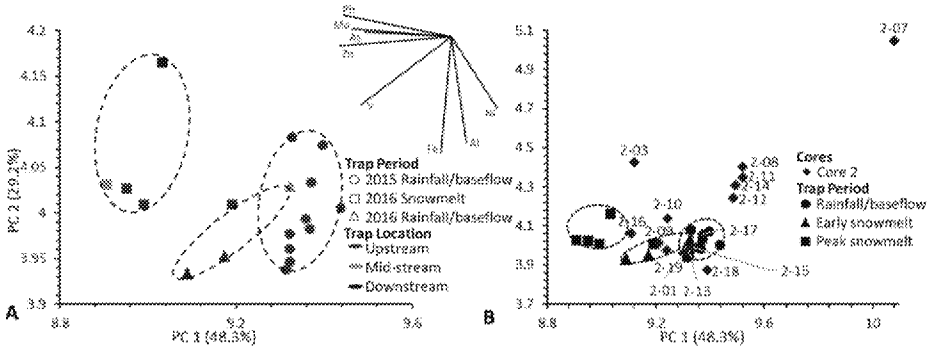 4.2
4.15
4.1
4.05
4
3.95
3.9
PC 2 (29.2%)
8.8
9.2
9.6
PC 1 (48.3%)
A
Pb
Mn
As
Zn
S
Fe
Al
Ni
Trap Period
2015 Rainfall/baseflow
2016 Snowmelt
2016 Rainfall/baseflow
Trap Location
Upstream
Mid-stream
Downstream
5.1
4.9
4.7
4.5
4.3
4.1
3.9
3.7
8.8
9.2
9.6
10
PC 1 (48.3%)
B
2-07
2-03
2-08
2-11
2-14
2-12
2-10
2-16
2-09
2-17
2-19
2-18
2-15
2-01
2-13
Cores
Core 2
Trap Period
Rainfall/baseflow
Early snowmelt
Peak snowmelt